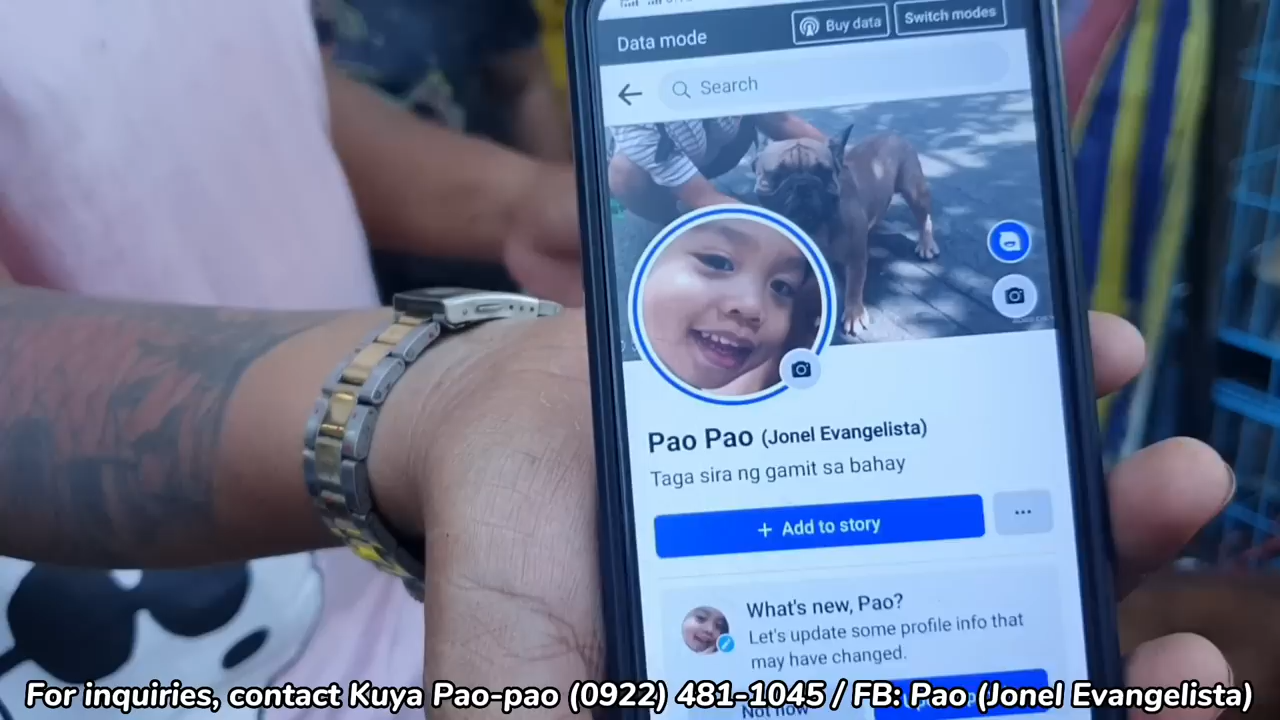 Data mode
Buy data
Switch modes
Search
Pao Pao (Jonel Evangelista)
Taga sira ng gamit sa bahay
+ Add to story
What's new, Pao?
Let's update some profile info that
may have changed.
Not now
For inquiries, contact Kuya Pao-pao (0922) 481-1045 / FB: Pao (Jonel Evangelista)